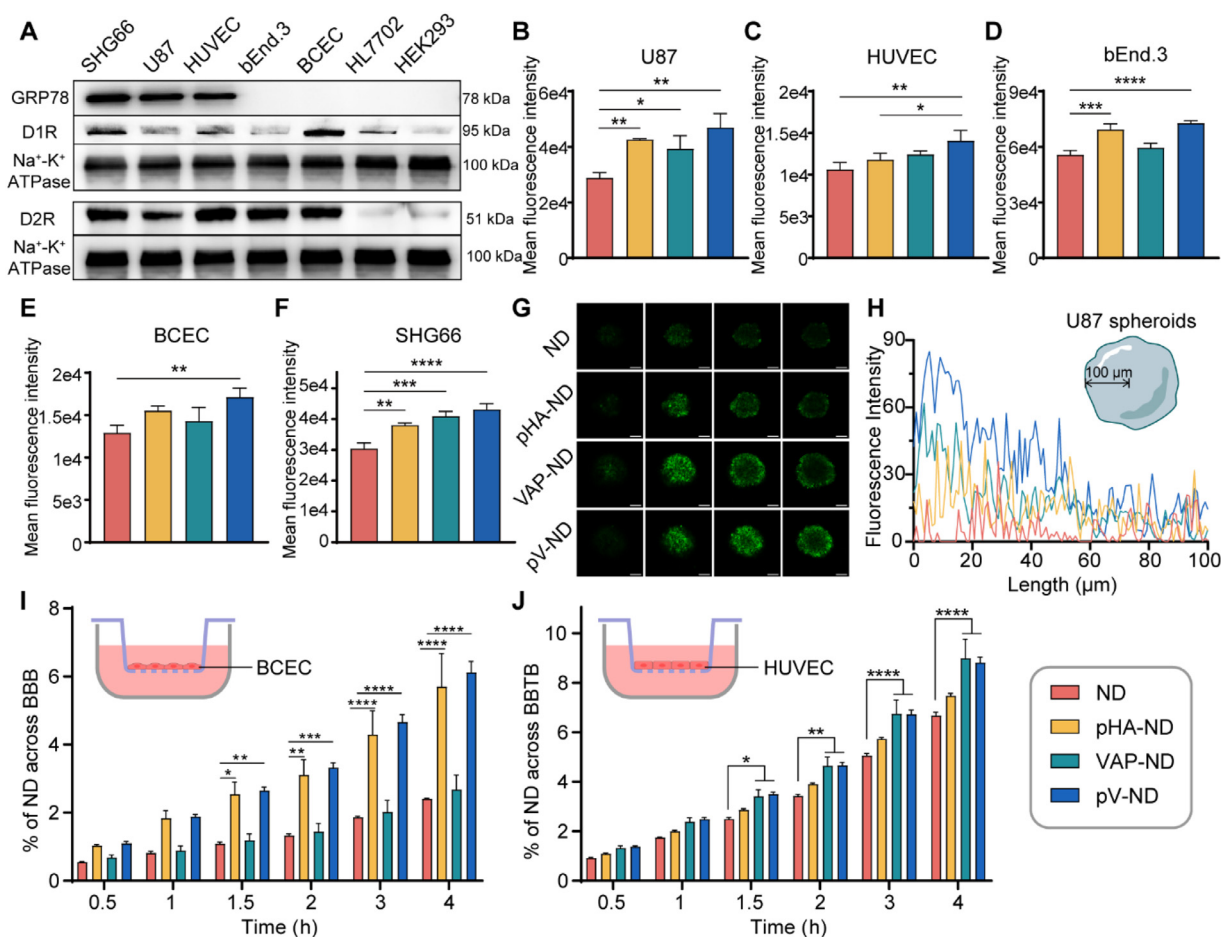 A
SHG66
U87
HUVEC
bEnd.3
BCEC
HL7702
HEK293
GRP78
78 kDa
D1R
95 kDa
Na⁺-K⁺
ATPase
100 kDa
D2R
51 kDa
Na⁺-K⁺
ATPase
100 kDa
B
U87
Mean fluorescence intensity
6e4
4e4
2e4
0
**
*
**
C
HUVEC
Mean fluorescence intensity
2e4
1.5e4
1e4
5e3
0
**
*
D
bEnd.3
Mean fluorescence intensity
9e4
6e4
3e4
0
****
***
E
BCEC
Mean fluorescence intensity
2e4
1.5e4
1e4
5e3
0
**
F
SHG66
Mean fluorescence intensity
5e4
4e4
3e4
2e4
1e4
0
****
***
**
G
ND
pHA-ND
VAP-ND
pV-ND
H
U87 spheroids
100 μm
Fluorescence Intensity
90
60
30
0
0 20 40 60 80 100
Length (μm)
I
BCEC
% of ND across BBB
8
6
4
2
0
**
*
***
**
****
****
****
****
0.5 1 1.5 2 3 4
Time (h)
J
HUVEC
% of ND across BBTB
10
8
6
4
2
0
*
**
****
****
0.5 1 1.5 2 3 4
Time (h)
ND
pHA-ND
VAP-ND
pV-ND